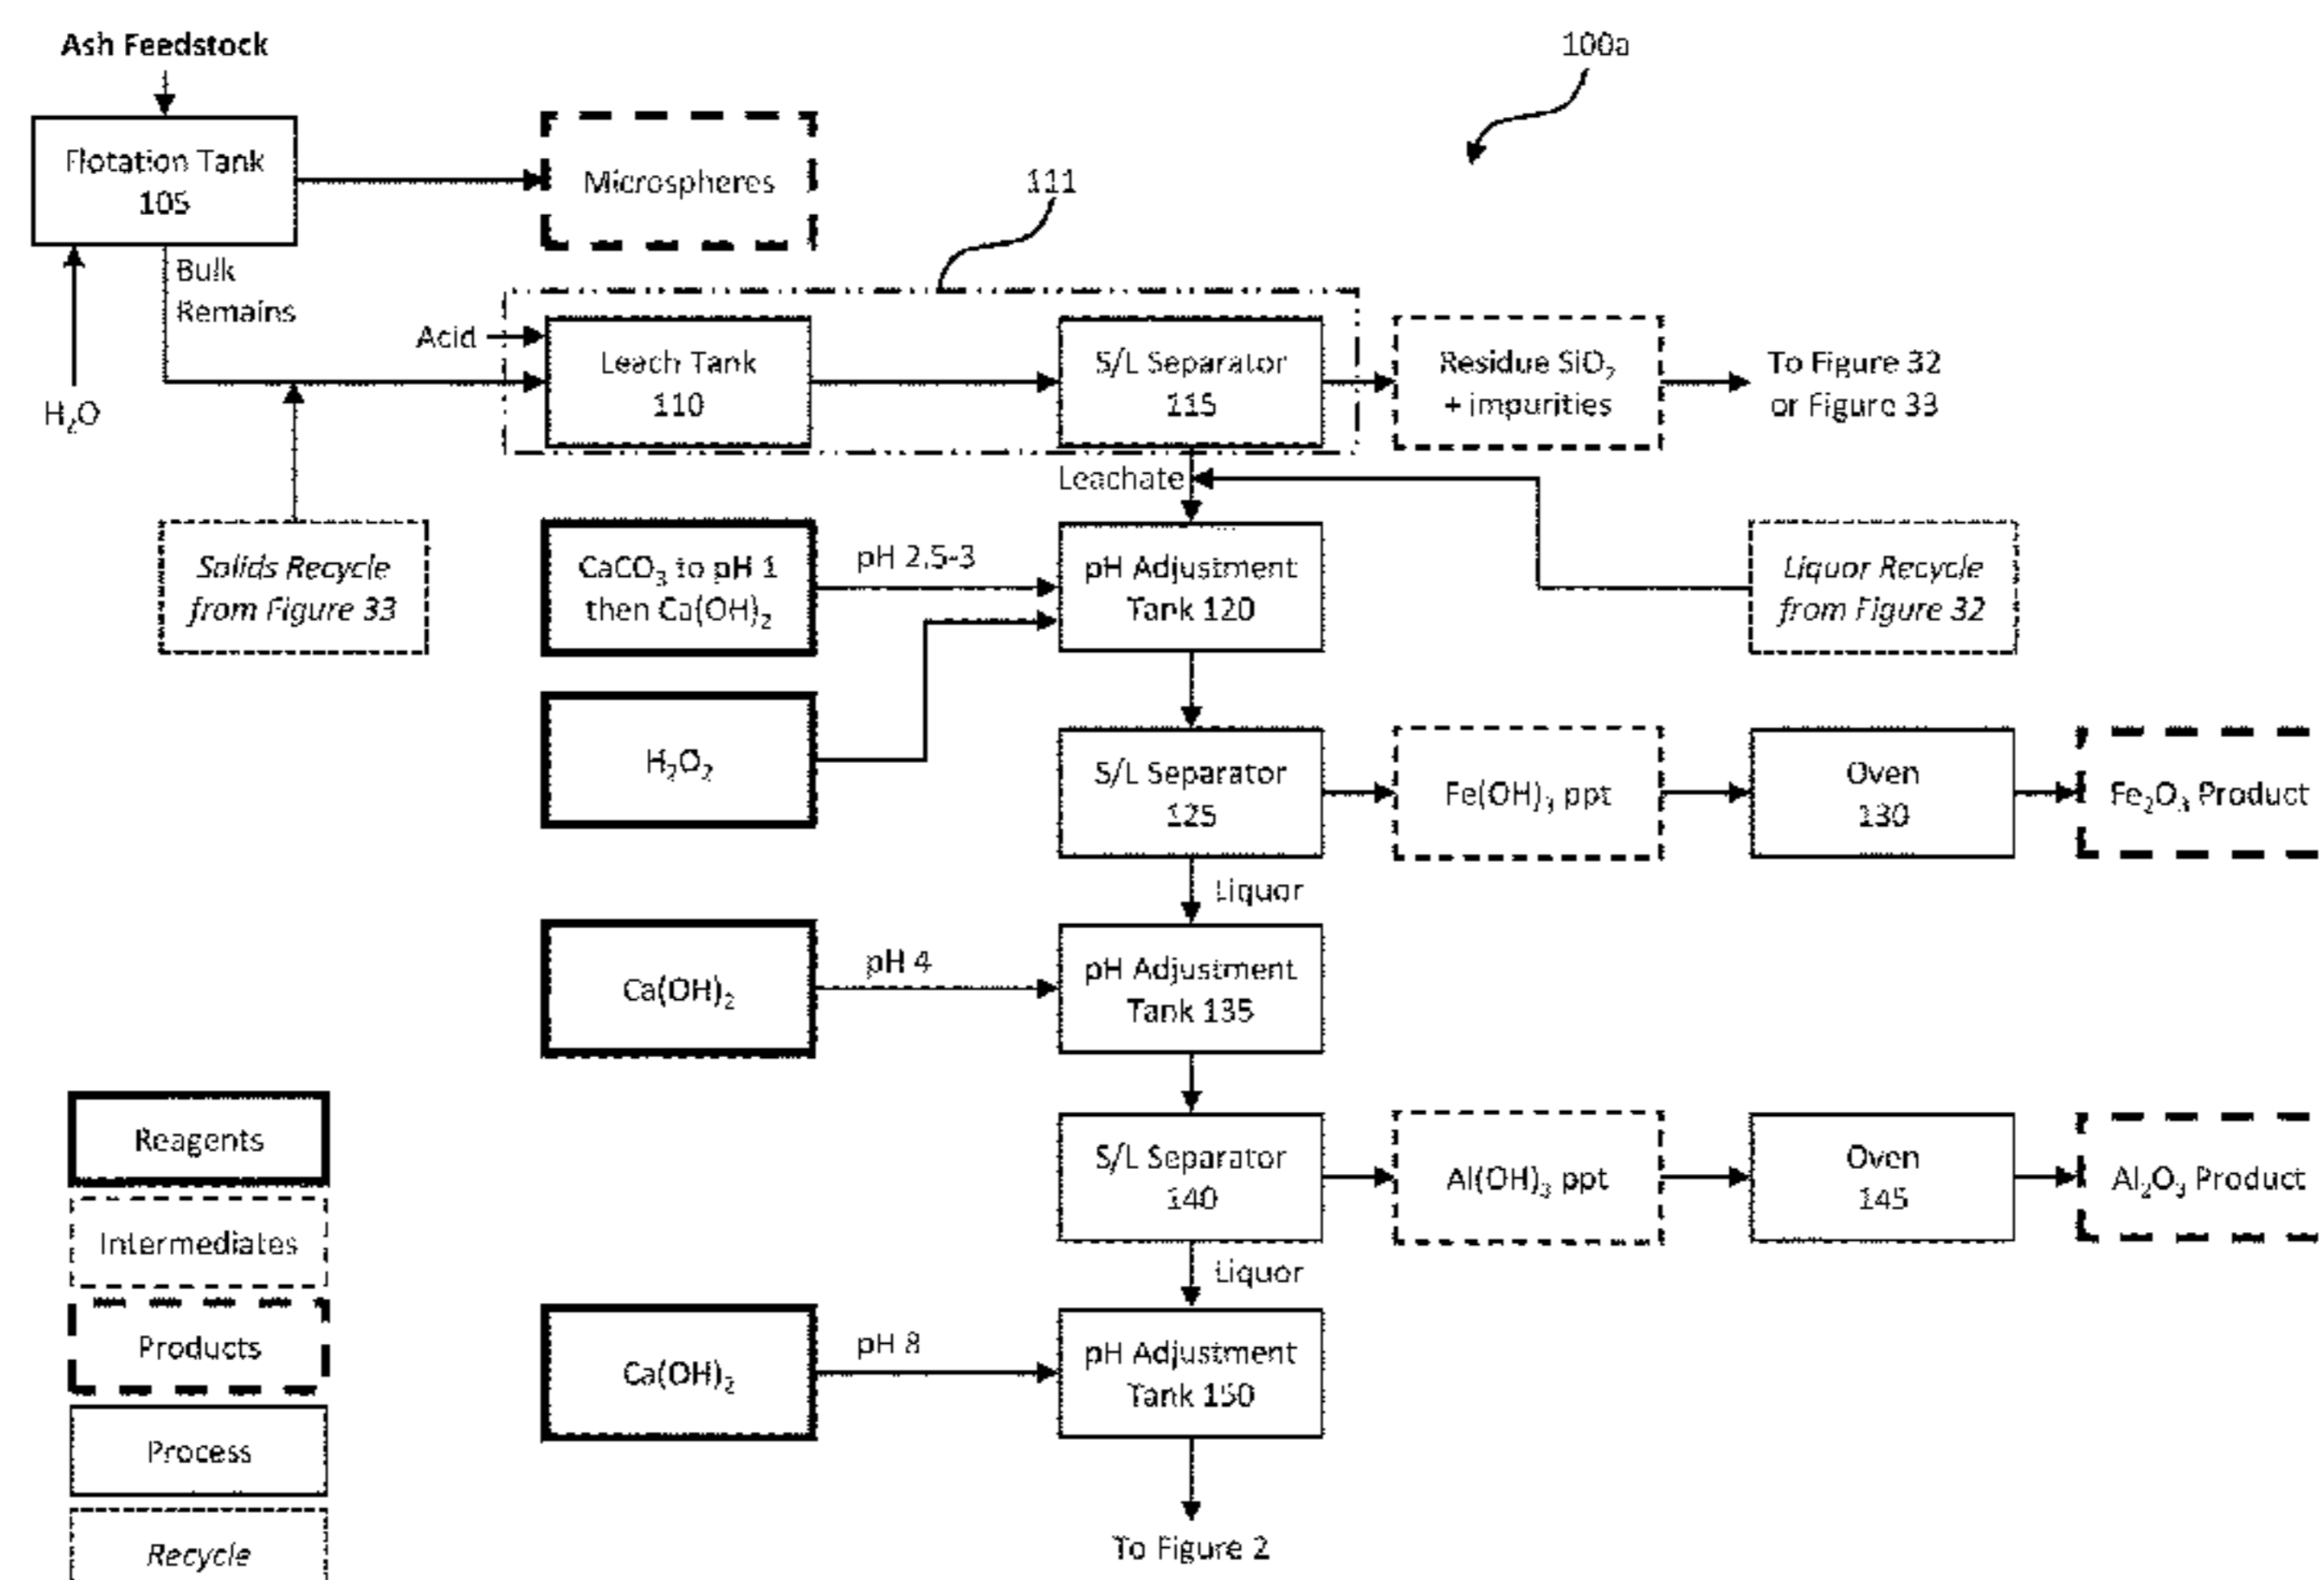 Ash Feedstock
100a
Flotation Tank
105
Microspheres
111
Bulk
Remains
H₂O
Acid
Leach Tank
110
S/L Separator
115
Residue SiO₂
+ impurities
To Figure 32
or Figure 33
Leachate
Solids Recycle
from Figure 33
CaCO₃ to pH 1
then Ca(OH)₂
pH 2.5-3
pH Adjustment
Tank 120
Liquor Recycle
from Figure 32
H₂O₂
S/L Separator
125
Fe(OH)₃ ppt
Oven
130
Fe₂O₃ Product
Liquor
Ca(OH)₂
pH 4
pH Adjustment
Tank 135
S/L Separator
140
Al(OH)₃ ppt
Oven
145
Al₂O₃ Product
Liquor
Ca(OH)₂
pH 8
pH Adjustment
Tank 150
To Figure 2
Reagents
Intermediates
Products
Process
Recycle